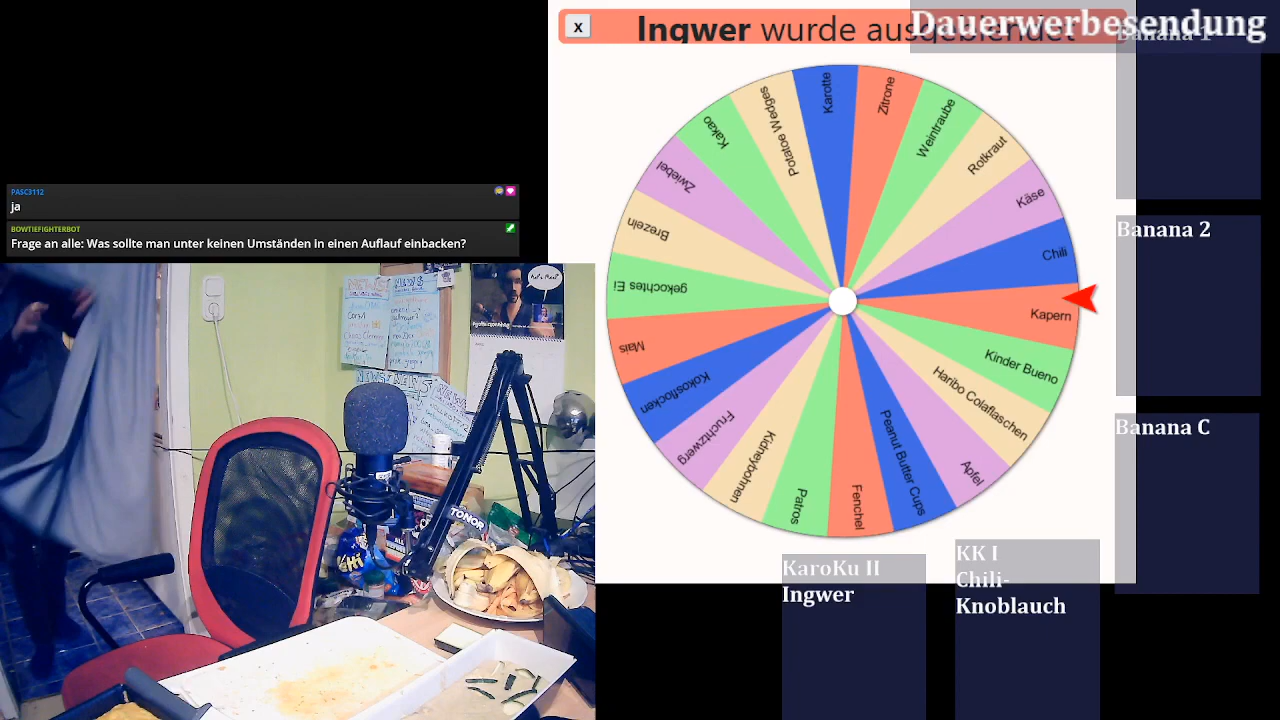 x
Ingwer wurde ausgeblendet
Dauerwerbesendung
Banana 1
PASC3112
ja
BOWTIEFIGHTERBOT
Frage an alle: Was sollte man unter keinen Umständen in einen Auflauf einbacken?
Karotte
Zitrone
Weintraube
Rotkraut
Käse
Chili
Kapern
Kinder Bueno
Haribo Colaflaschen
Apfel
Peanut Butter Cups
Fenchel
Patros
Kidneybohnen
Fruchtzwerg
Kokosflocken
Mais
gekochtes Ei
Brezeln
Zwiebel
Kakao
Potatoe Wedges
Banana 2
Banana C
TONOR
KaroKu II
Ingwer
KK I
Chili-
Knoblauch